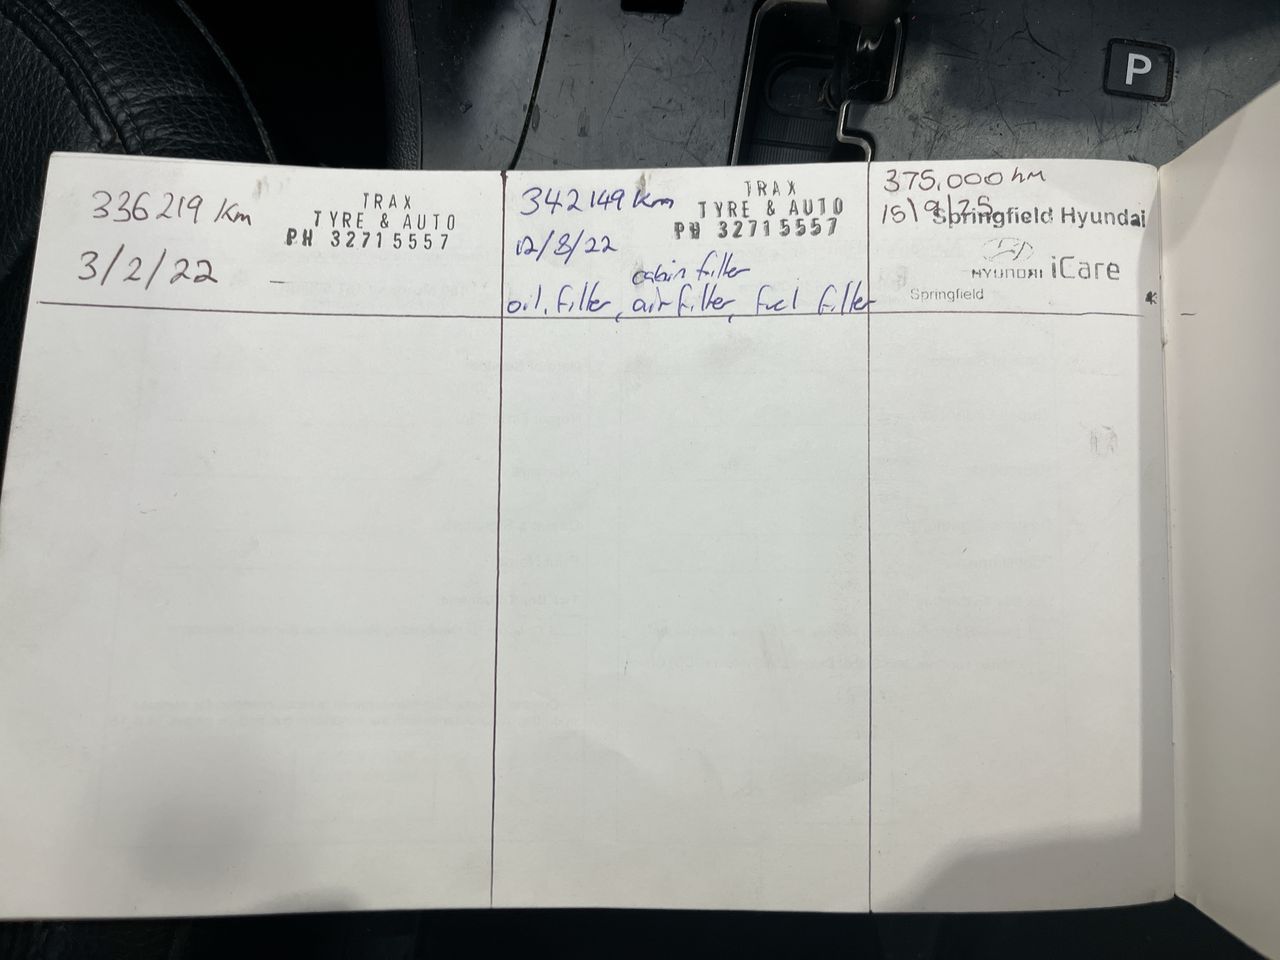 P
336219 Km
TRAX
TYRE & AUTO
PH 32715557
3/2/22
342149 km
TRAX
TYRE & AUTO
PH 32715557
12/8/22
cabin filter
oil filter, air filter, fuel filter
375,000 km
15/9/25
Springfield Hyundai
HYUNDAI iCare
Springfield